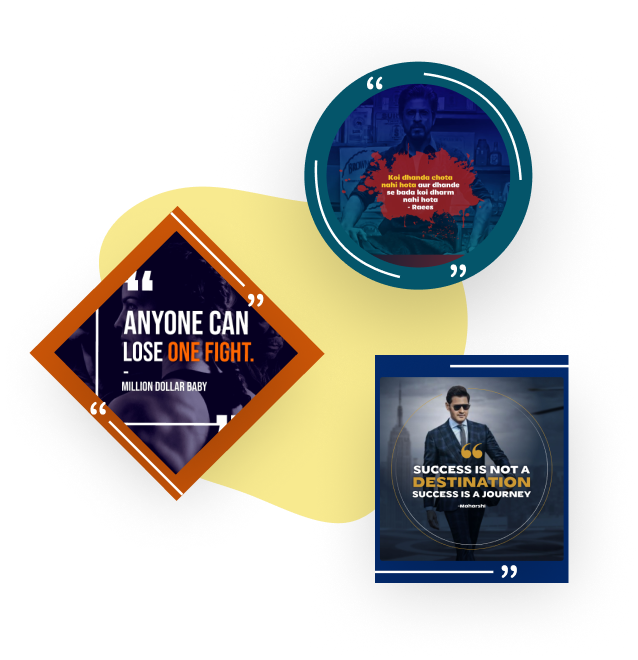 Koi dhanda chota
nahi hota aur dhande
se bada koi dharm
nahi hota
- Raees
ANYONE CAN
LOSE ONE FIGHT.
-
MILLION DOLLAR BABY
SUCCESS IS NOT A
DESTINATION
SUCCESS IS A JOURNEY
-Maharshi